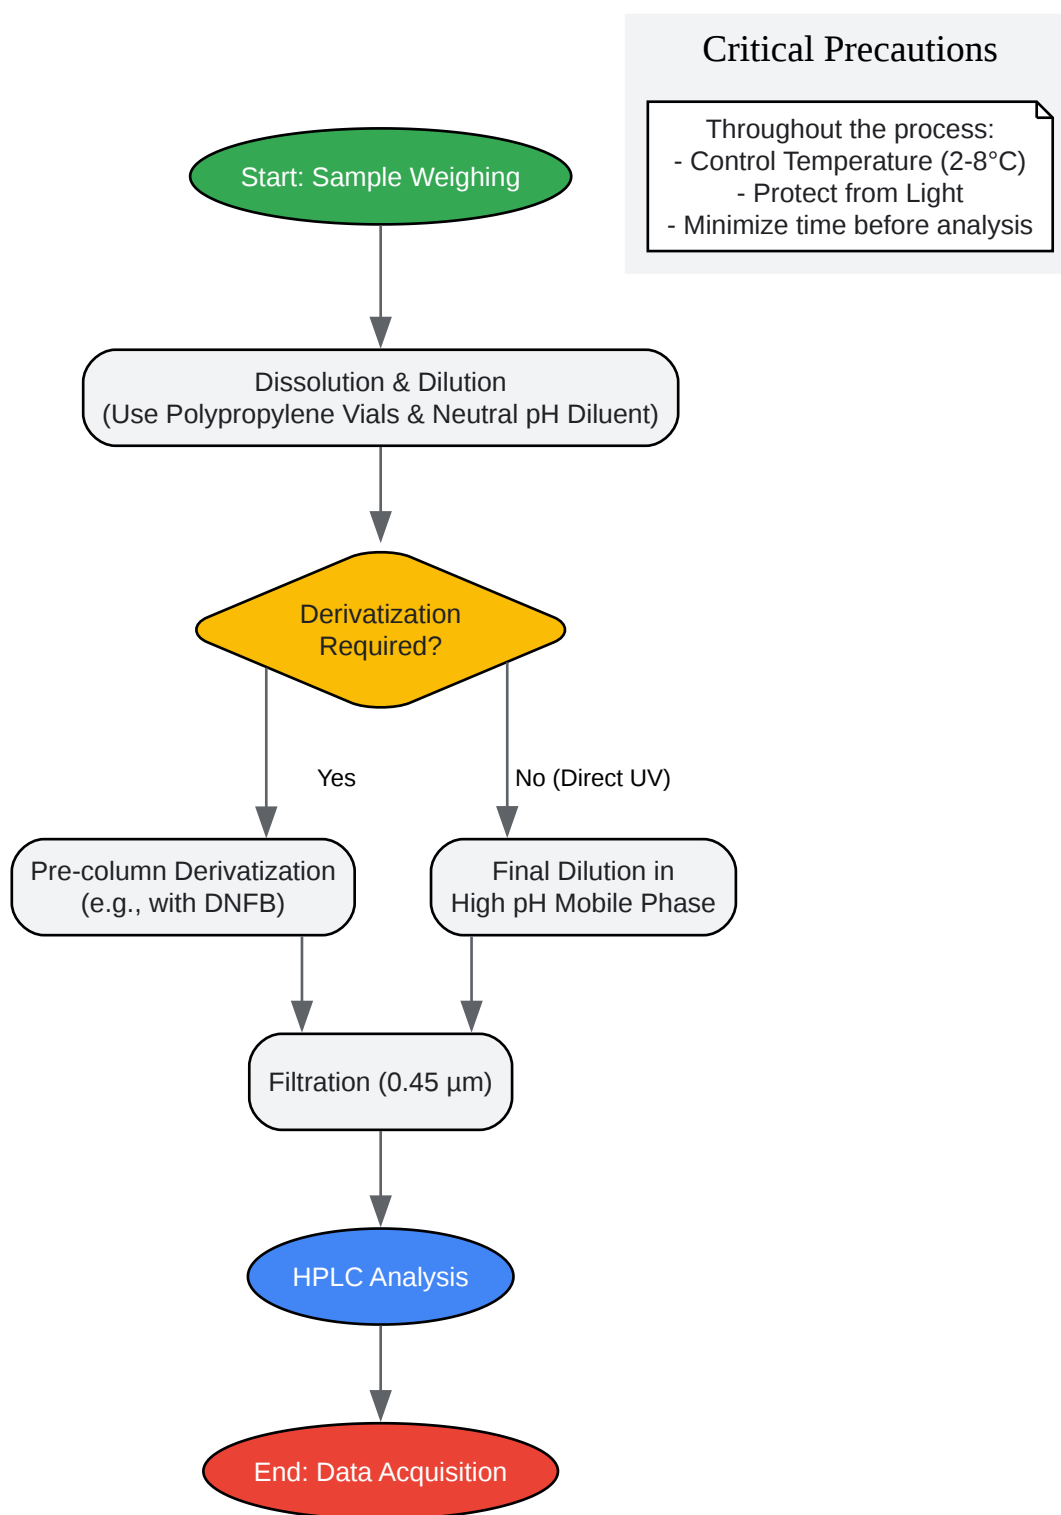 Critical Precautions
Throughout the process:
- Control Temperature (2-8°C)
- Protect from Light
- Minimize time before analysis
Start: Sample Weighing
Dissolution & Dilution
(Use Polypropylene Vials & Neutral pH Diluent)
Derivatization
Required?
Yes
No (Direct UV)
Pre-column Derivatization
(e.g., with DNFB)
Final Dilution in
High pH Mobile Phase
Filtration (0.45 µm)
HPLC Analysis
End: Data Acquisition